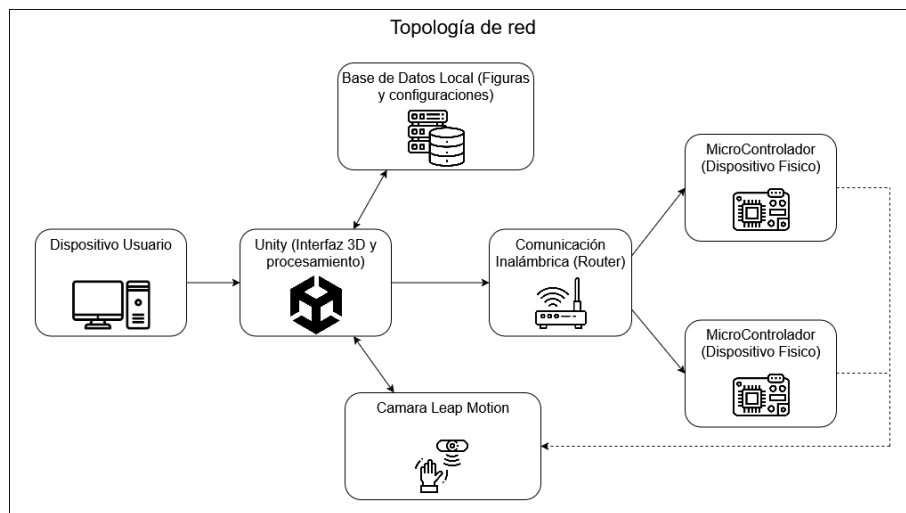 Topología de red
Base de Datos Local (Figuras
y configuraciones)
MicroControlador
(Dispositivo Fisico)
Dispositivo Usuario
Unity (Interfaz 3D y
procesamiento)
Comunicación
Inalámbrica (Router)
MicroControlador
(Dispositivo Fisico)
Camara Leap Motion